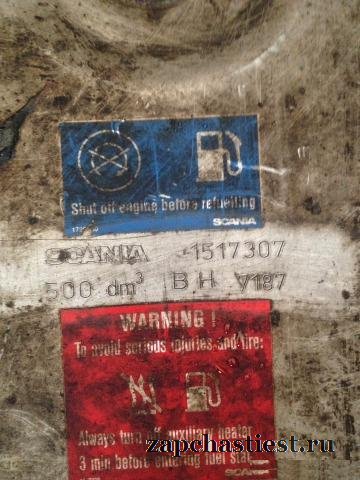 Shut off engine before refuelling
SCANIA
SCANIA 1517307
500 dm³ B H V187
WARNING !
To avoid serious injuries and fire:
Always turn off auxiliary heater
3 min before entering fuel
zapchastiest.ru